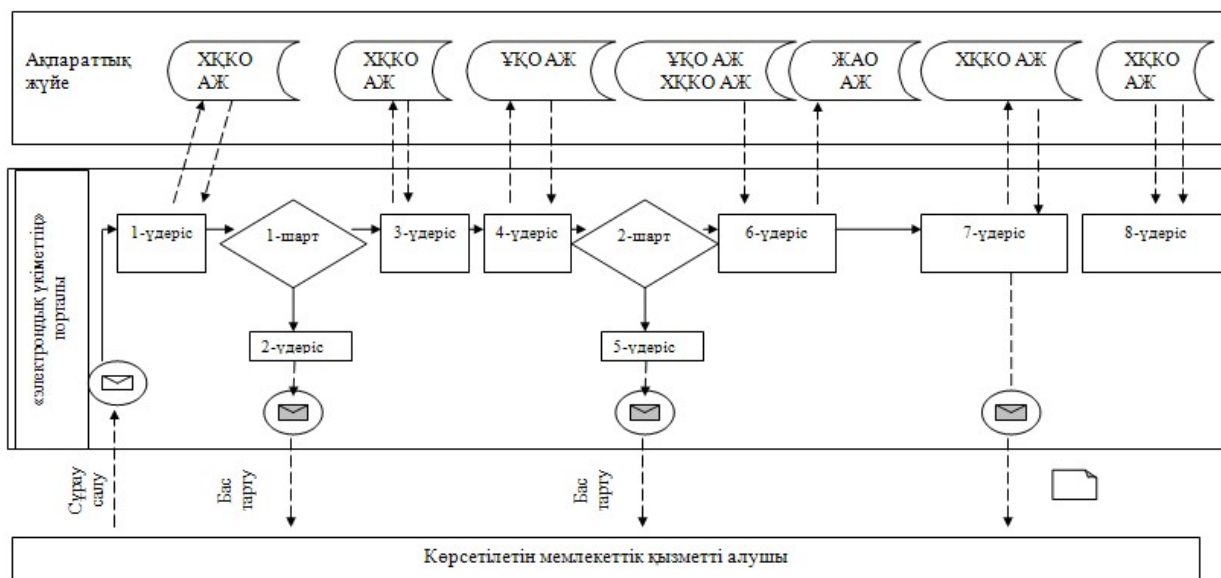 Ақпараттық
жүйе
ХҚКО
АЖ
ХҚКО
АЖ
ҰҚО АЖ
ҰҚО АЖ
ХҚКО АЖ
ЖАО
АЖ
ХҚКО АЖ
ХҚКО
АЖ
«электрондық үкіметтің»
порталы
1-үдеріс
1-шарт
3-үдеріс
4-үдеріс
2-шарт
6-үдеріс
7-үдеріс
8-үдеріс
2-үдеріс
5-үдеріс
Сұрау
салу
Бас
тарту
Бас
тарту
Көрсетілетін мемлекеттік қызметті алушы